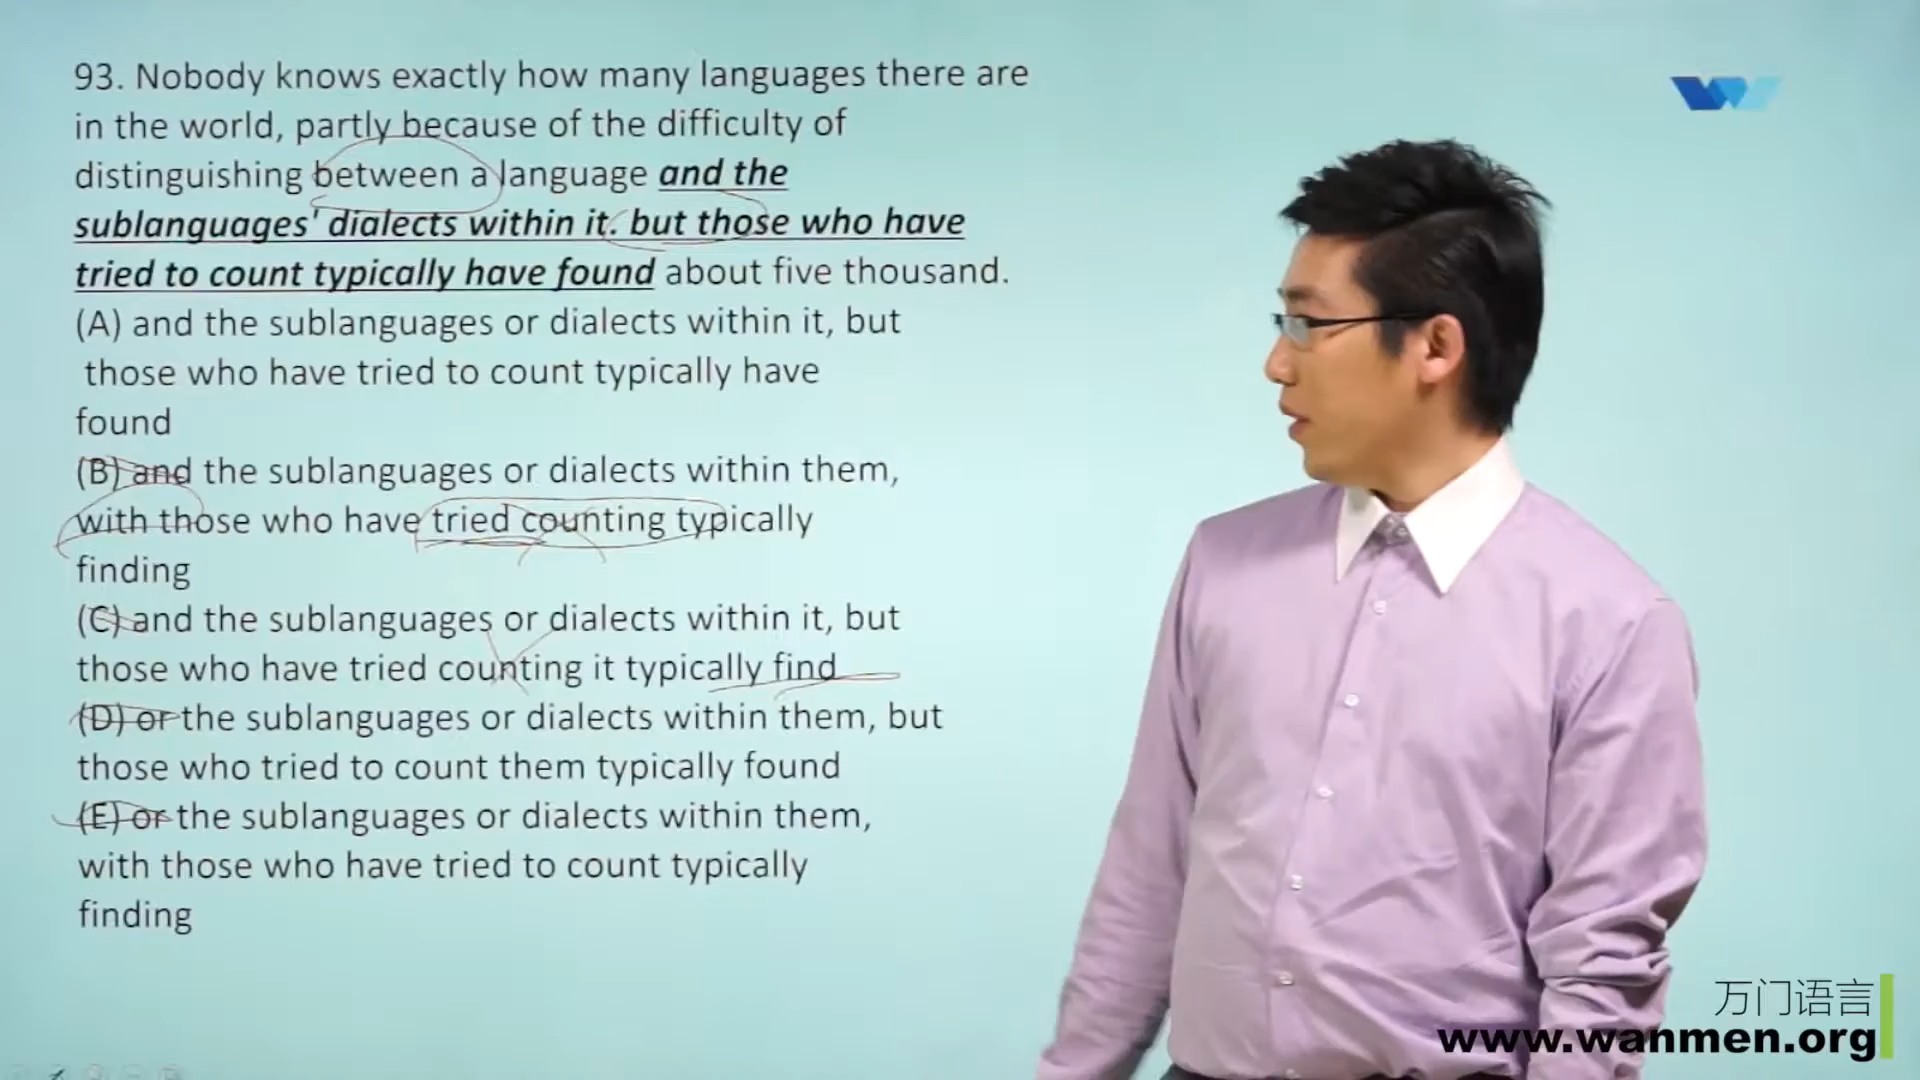 93. Nobody knows exactly how many languages there are
in the world, partly because of the difficulty of
distinguishing between a language and the
sublanguages' dialects within it. but those who have
tried to count typically have found about five thousand.
(A) and the sublanguages or dialects within it, but
those who have tried to count typically have
found
(B) and the sublanguages or dialects within them,
with those who have tried counting typically
finding
(C) and the sublanguages or dialects within it, but
those who have tried counting it typically find
(D) or the sublanguages or dialects within them, but
those who tried to count them typically found
(E) or the sublanguages or dialects within them,
with those who have tried to count typically
finding
万门语言
www.wanmen.org